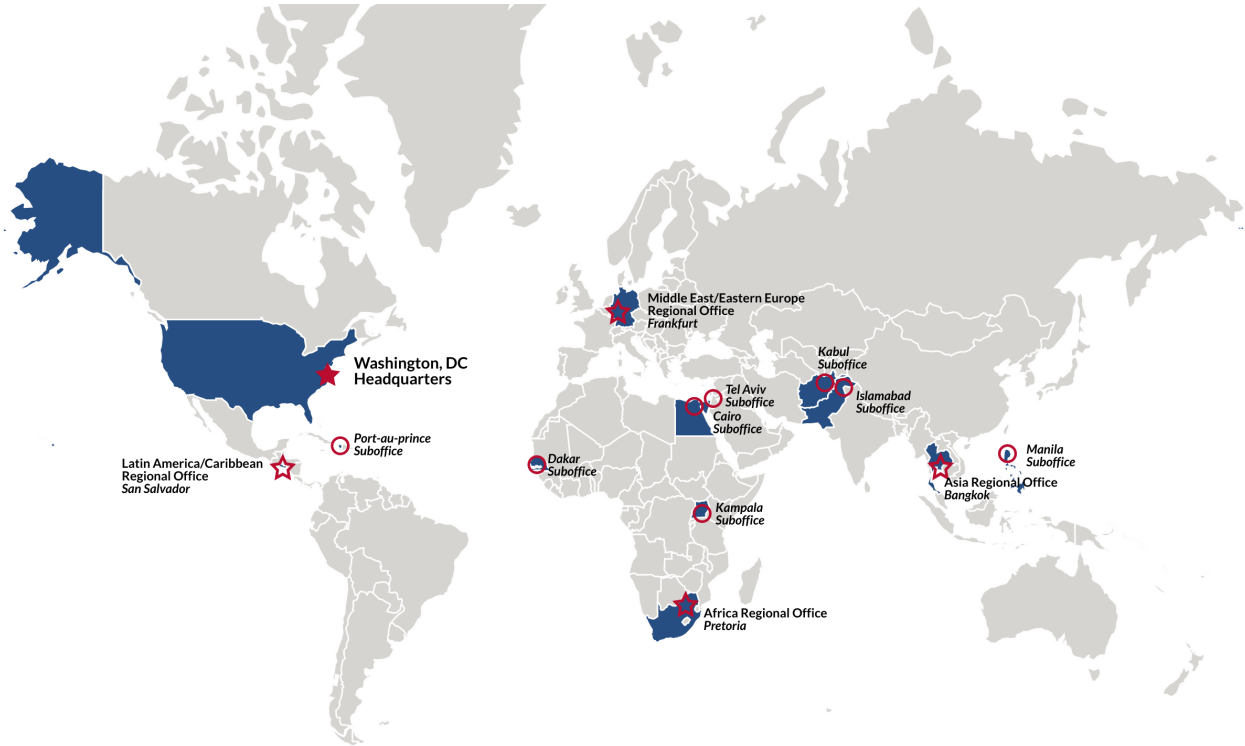 Middle East/Eastern Europe
Regional Office
Frankfurt
Washington, DC
Headquarters
Kabul
Suboffice
Islamabad
Suboffice
Tel Aviv
Suboffice
Cairo
Suboffice
Port-au-prince
Suboffice
Latin America/Caribbean
Regional Office
San Salvador
Dakar
Suboffice
Manila
Suboffice
Asia Regional Office
Bangkok
Kampala
Suboffice
Africa Regional Office
Pretoria